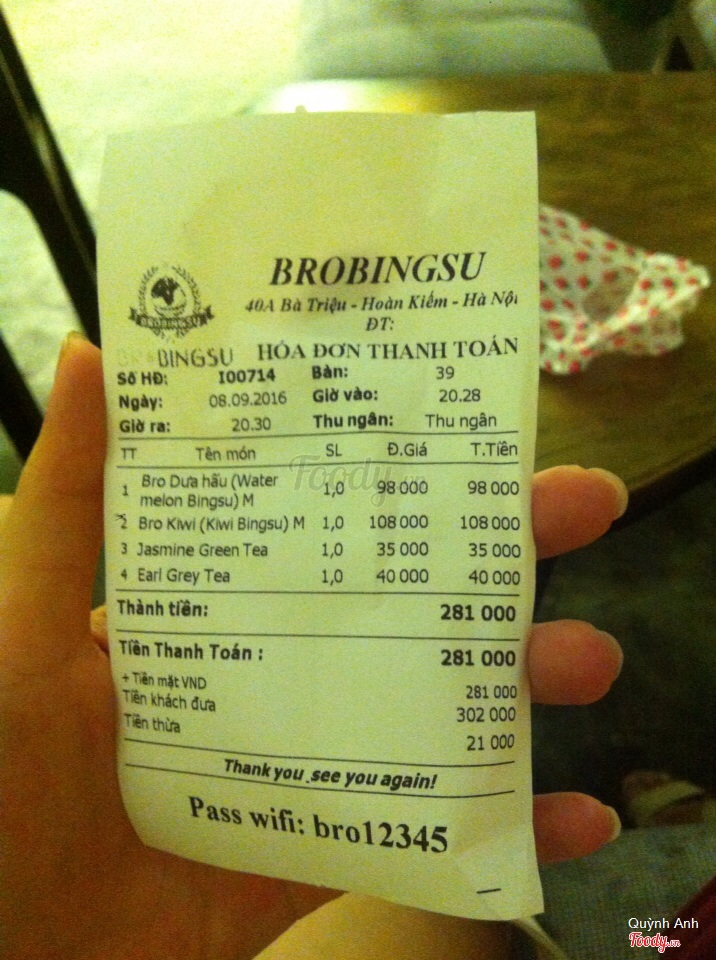 BROBINGSU
40A Bà Triệu - Hoàn Kiếm - Hà Nội
ĐT:
BROBINGSU
BROBINGSU HÓA ĐƠN THANH TOÁN
Số HĐ: I00714 Bàn: 39
Ngày: 08.09.2016 Giờ vào: 20.28
Giờ ra: 20.30 Thu ngân: Thu ngân
TT Tên món SL Đ.Giá T.Tiền
1 Bro Dưa hấu (Water melon Bingsu) M 1,0 98 000 98 000
2 Bro Kiwi (Kiwi Bingsu) M 1,0 108 000 108 000
3 Jasmine Green Tea 1,0 35 000 35 000
4 Earl Grey Tea 1,0 40 000 40 000
Thành tiền: 281 000
Tiền Thanh Toán : 281 000
+ Tiền mặt VND 281 000
Tiền khách đưa 302 000
Tiền thừa 21 000
Thank you ,see you again!
Pass wifi: bro12345
Foody.vn
Quỳnh Anh
Foody.vn